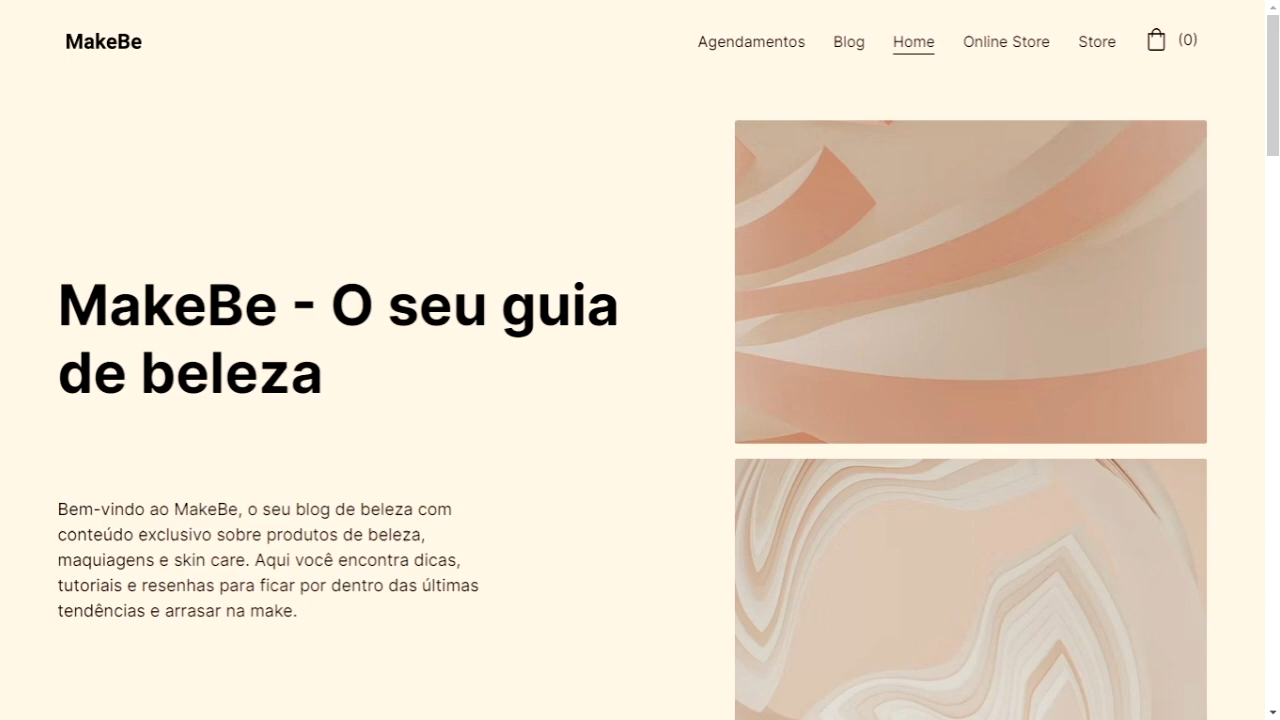 MakeBe
Agendamentos
Blog
Home
Online Store
Store
(0)
MakeBe - O seu guia
de beleza
Bem-vindo ao MakeBe, o seu blog de beleza com
conteúdo exclusivo sobre produtos de beleza,
maquiagens e skin care. Aqui você encontra dicas,
tutoriais e resenhas para ficar por dentro das últimas
tendências e arrasar na make.